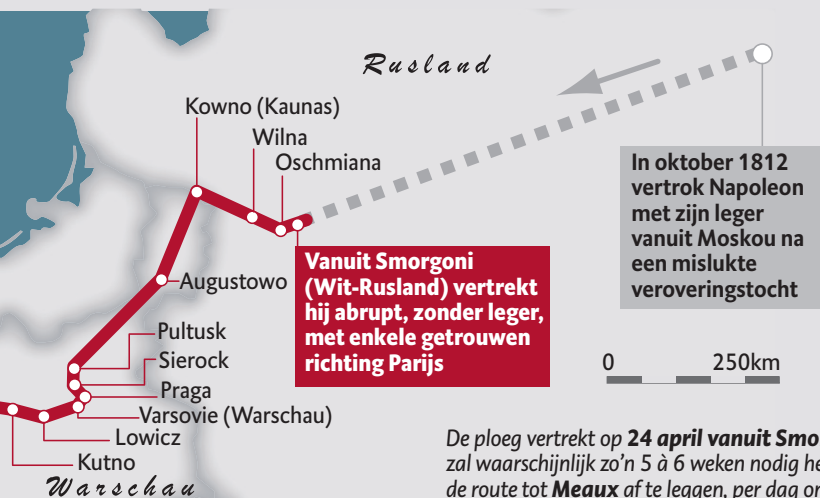 Rusland
Kowno (Kaunas)
Wilna
Oschmiana
In oktober 1812
vertrok Napoleon
met zijn leger
vanuit Moskou na
een mislukte
veroveringstocht
Vanuit Smorgoni
(Wit-Rusland) vertrekt
hij abrupt, zonder leger,
met enkele getrouwen
richting Parijs
Augustowo
Pultusk
Sierock
Praga
Varsovie (Warschau)
Lowicz
Kutno
Warschau
0 250km
De ploeg vertrekt op 24 april vanuit Smo
zal waarschijnlijk zo'n 5 à 6 weken nodig he
de route tot Meaux af te leggen, per dag on